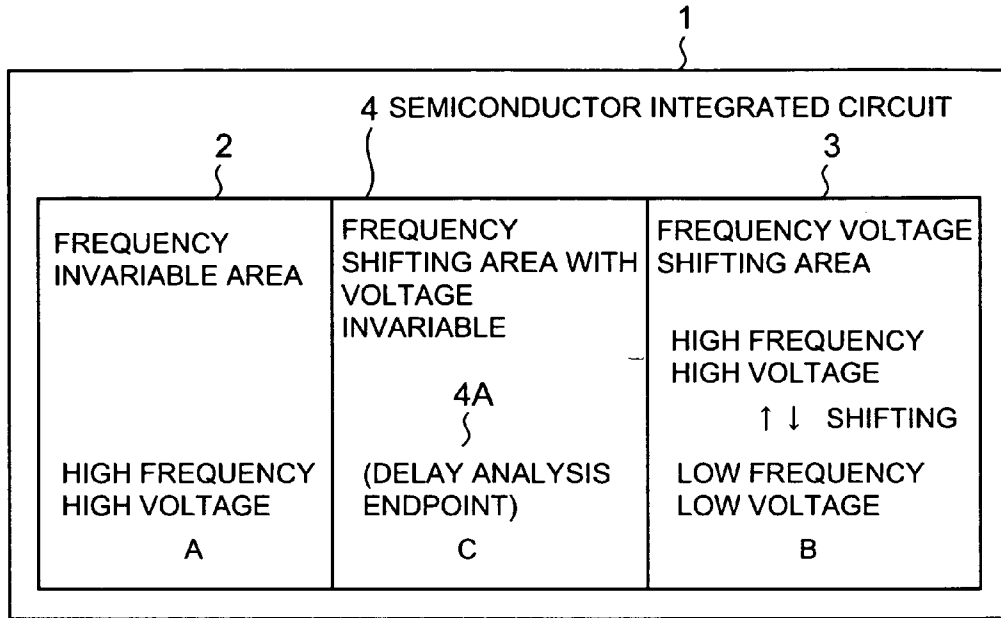 1
4 SEMICONDUCTOR INTEGRATED CIRCUIT
2
3
FREQUENCY
INVARIABLE AREA
HIGH FREQUENCY
HIGH VOLTAGE
A
FREQUENCY
SHIFTING AREA WITH
VOLTAGE
INVARIABLE
4A
(DELAY ANALYSIS
ENDPOINT)
C
FREQUENCY VOLTAGE
SHIFTING AREA
HIGH FREQUENCY
HIGH VOLTAGE
↑ ↓ SHIFTING
LOW FREQUENCY
LOW VOLTAGE
B